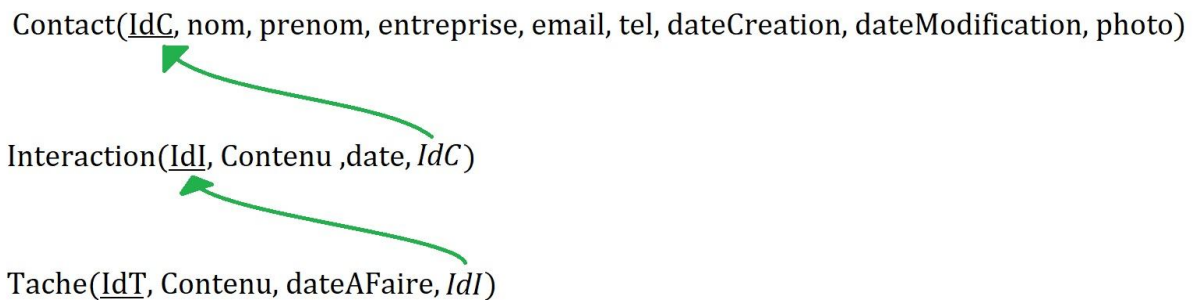 Contact(IdC, nom, prenom, entreprise, email, tel, dateCreation, dateModification, photo)
Interaction(IdI, Contenu ,date, IdC)
Tache(IdT, Contenu, dateAFaire, IdI)